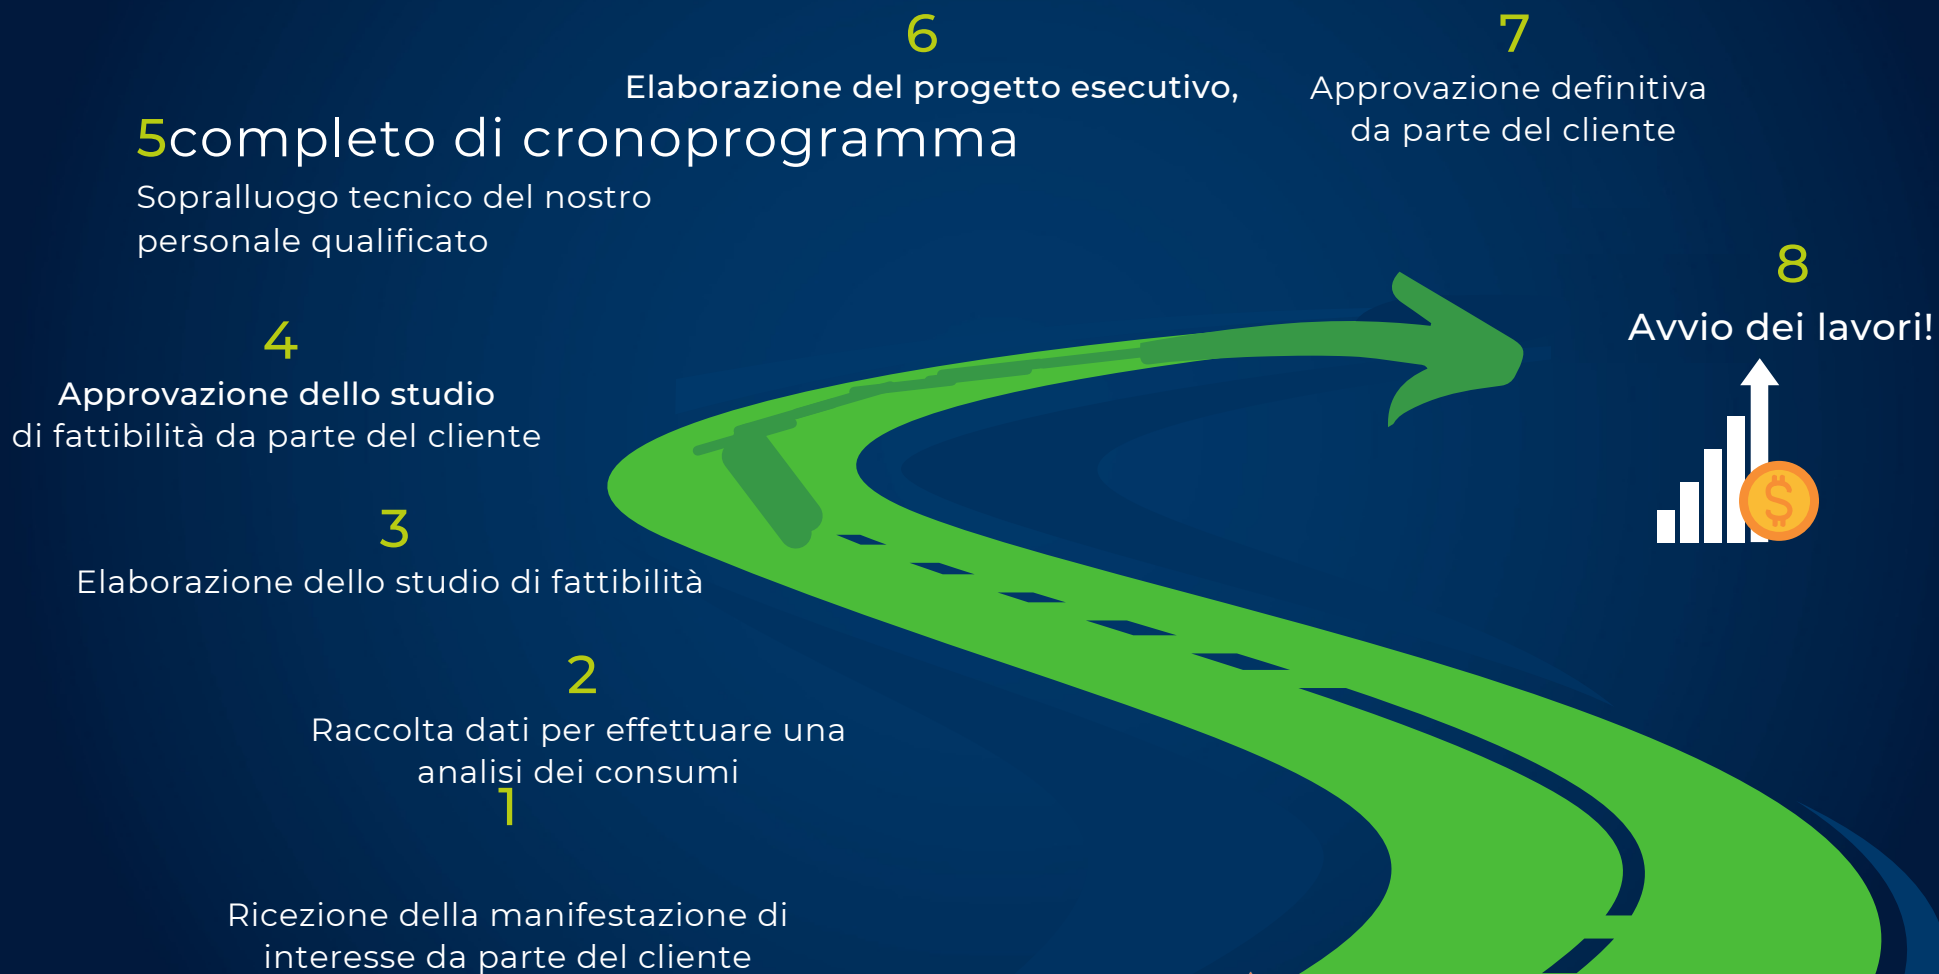 6
Elaborazione del progetto esecutivo,
7
Approvazione definitiva
da parte del cliente
5completo di cronoprogramma
Sopralluogo tecnico del nostro
personale qualificato
8
Avvio dei lavori!
4
Approvazione dello studio
di fattibilità da parte del cliente
$
3
Elaborazione dello studio di fattibilità
2
Raccolta dati per effettuare una
analisi dei consumi
1
Ricezione della manifestazione di
interesse da parte del cliente